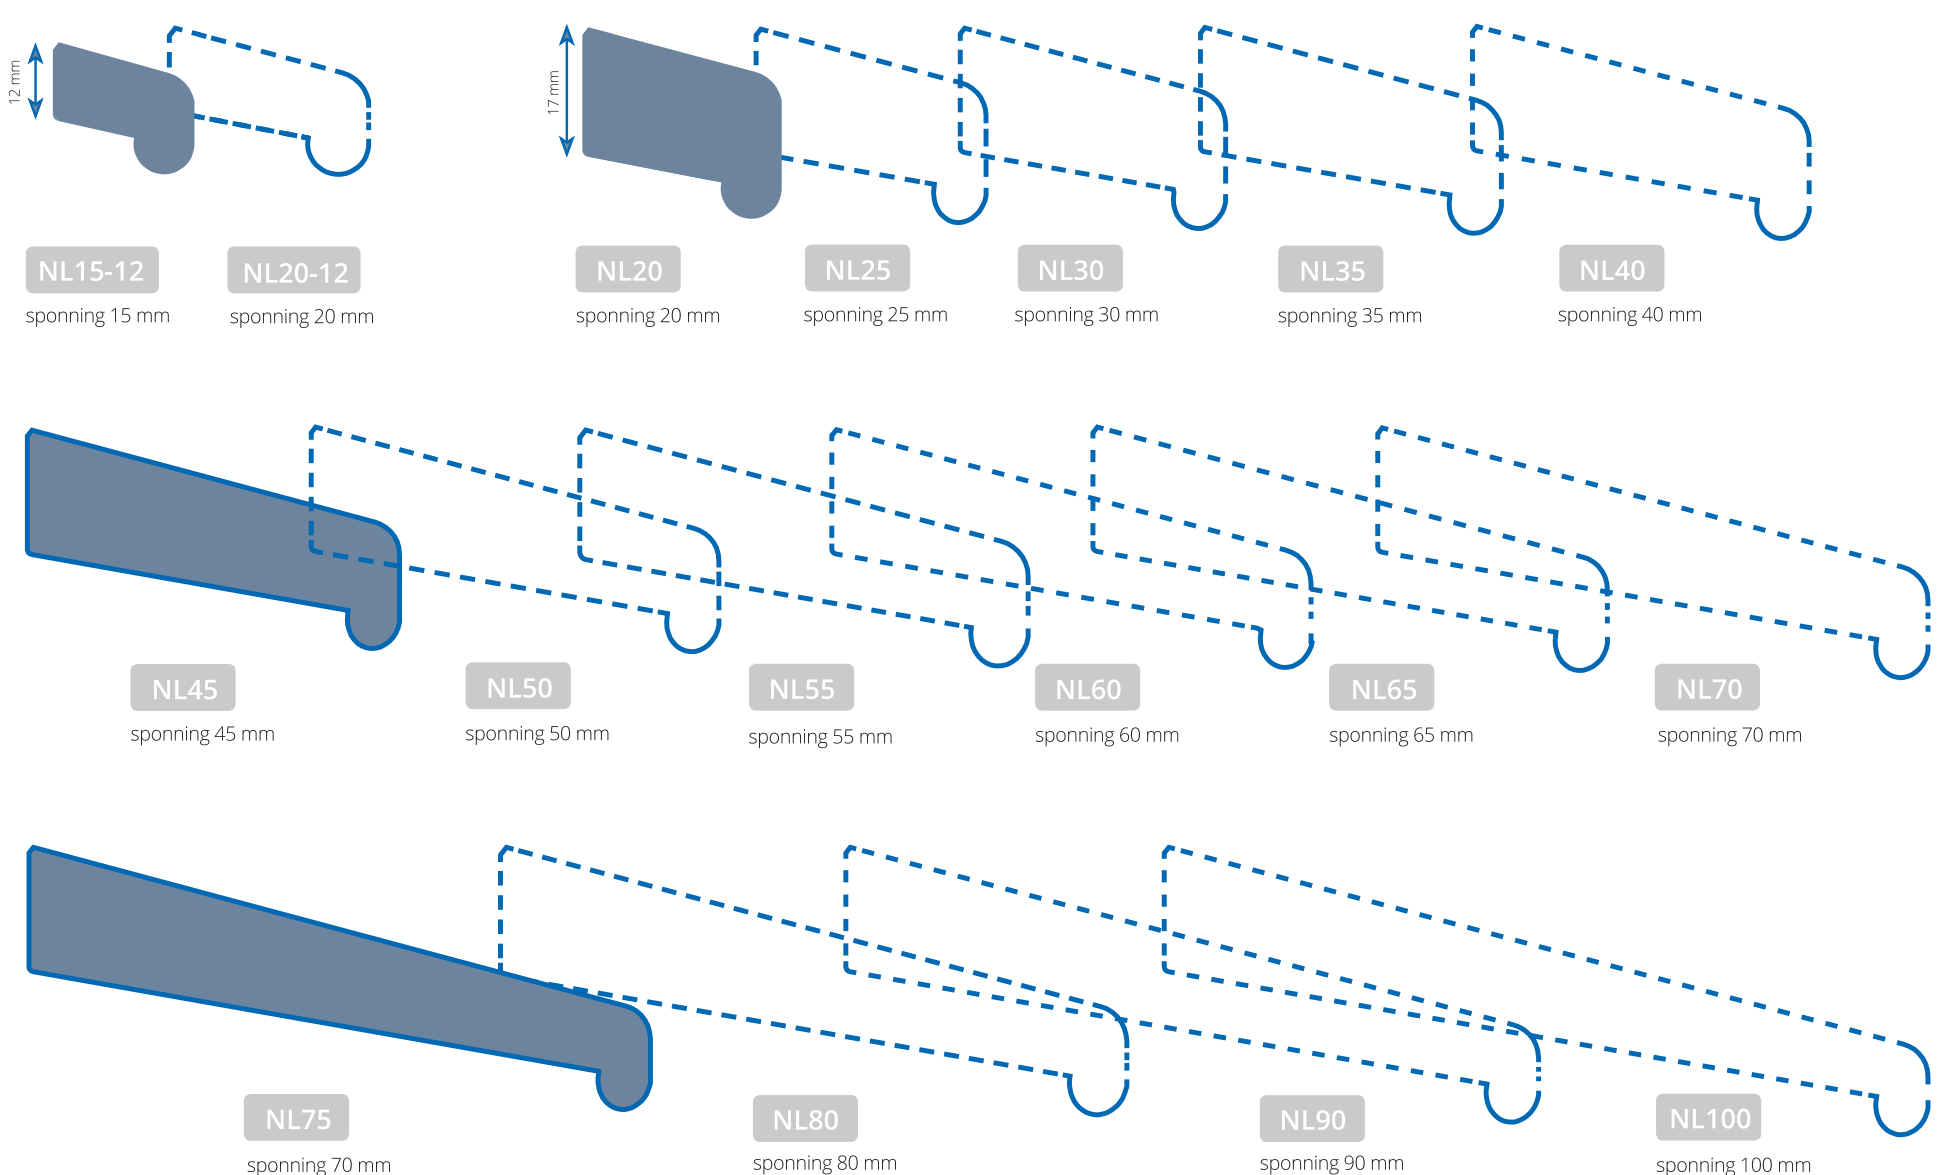 12 mm
17 mm
NL15-12
NL20-12
NL20
NL25
NL30
NL35
NL40
sponning 15 mm
sponning 20 mm
sponning 20 mm
sponning 25 mm
sponning 30 mm
sponning 35 mm
sponning 40 mm
NL45
NL50
NL55
NL60
NL65
NL70
sponning 45 mm
sponning 50 mm
sponning 55 mm
sponning 60 mm
sponning 65 mm
sponning 70 mm
NL75
NL80
NL90
NL100
sponning 70 mm
sponning 80 mm
sponning 90 mm
sponning 100 mm